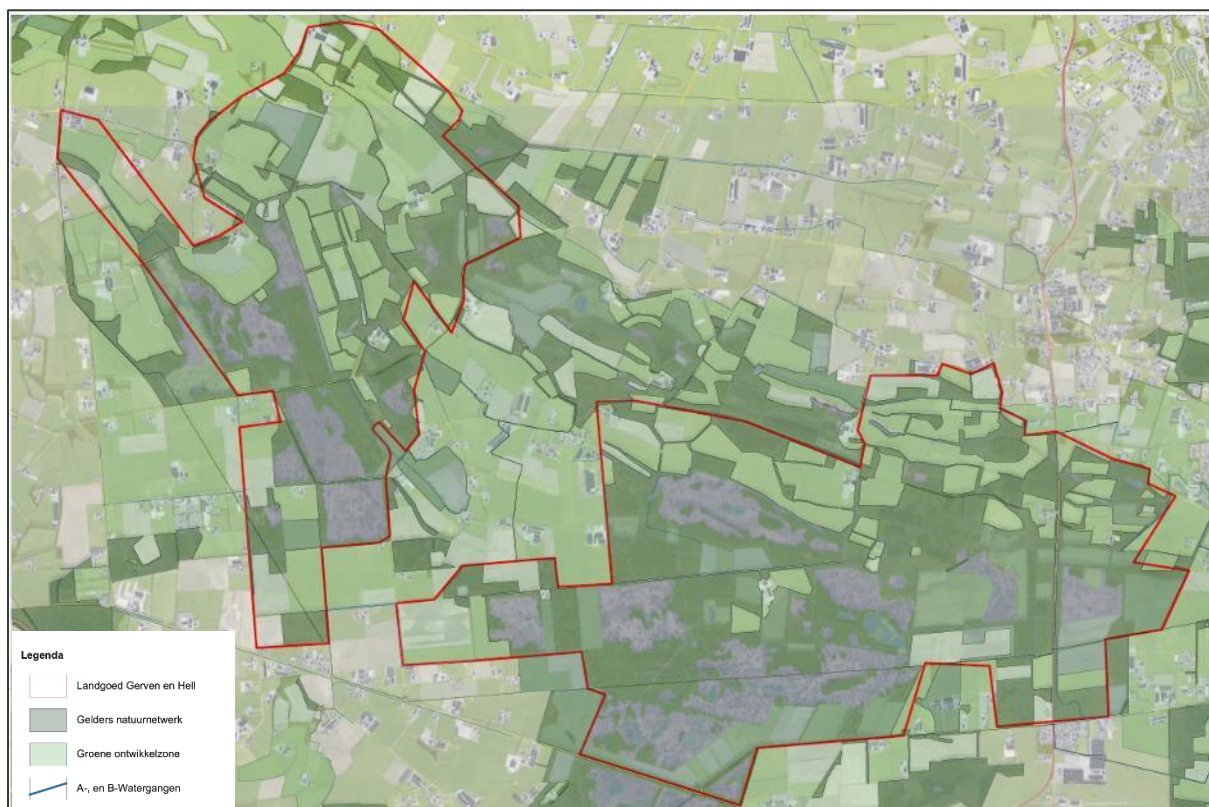 Legenda
Landgoed Gerven en Hell
Gelders natuurnetwerk
Groene ontwikkelzone
A-, en B-Watergangen